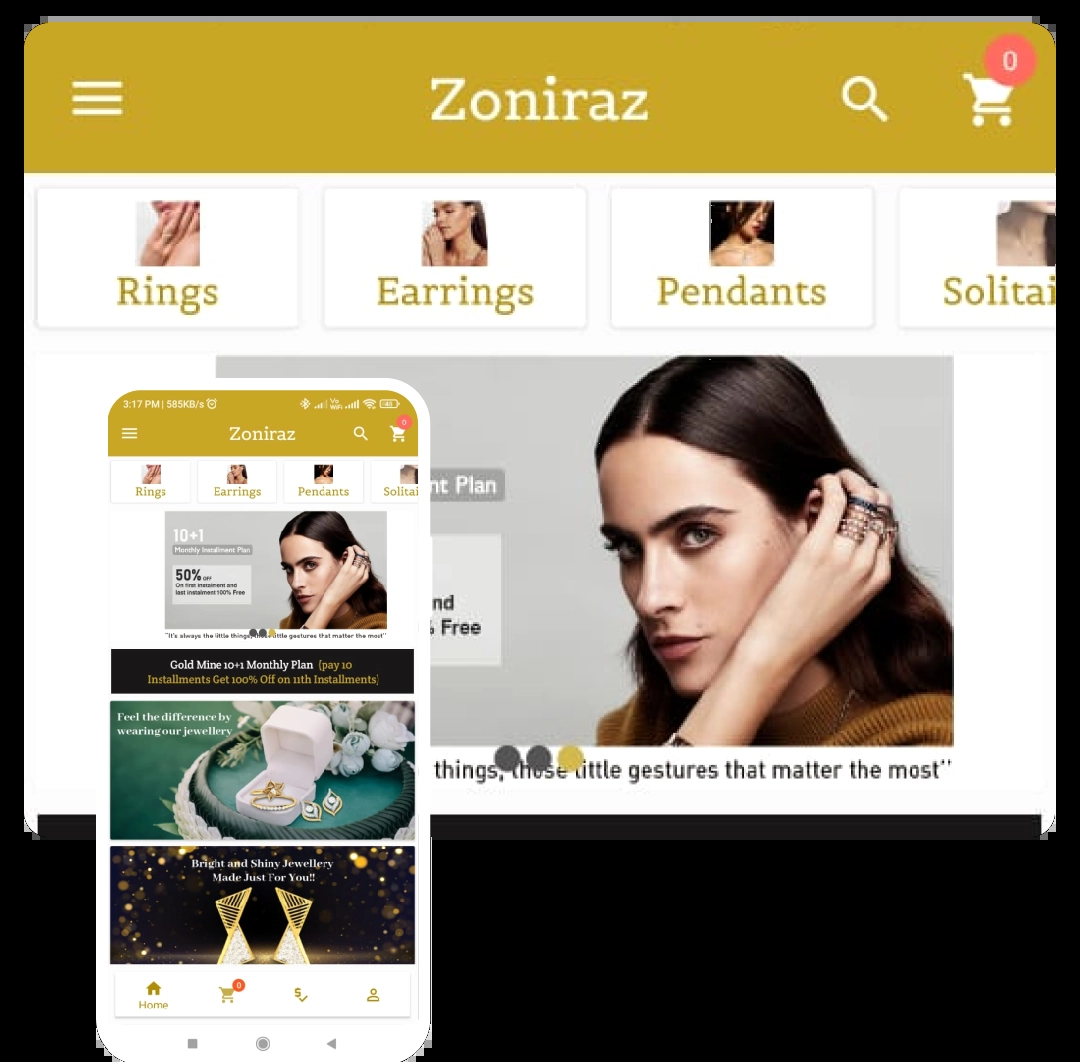 Zoniraz
0
Rings
Earrings
Pendants
Solitai
nt Plan
nd
% Free
things, those little gestures that matter the most"
3:17 PM | 585KB/s
Vo
WiFi
40
Zoniraz
0
Rings
Earrings
Pendants
Solitai
10+1
Monthly Instalment Plan
50% OFF
On first instalment and
last instalment 100% Free
"It's always the little things, those little gestures that matter the most"
Gold Mine 10+1 Monthly Plan (pay 10
Installments Get 100% Off on 11th Installments)
Feel the difference by
wearing our jewellery
Bright and Shiny Jewellery
Made Just For You!!
0
Home